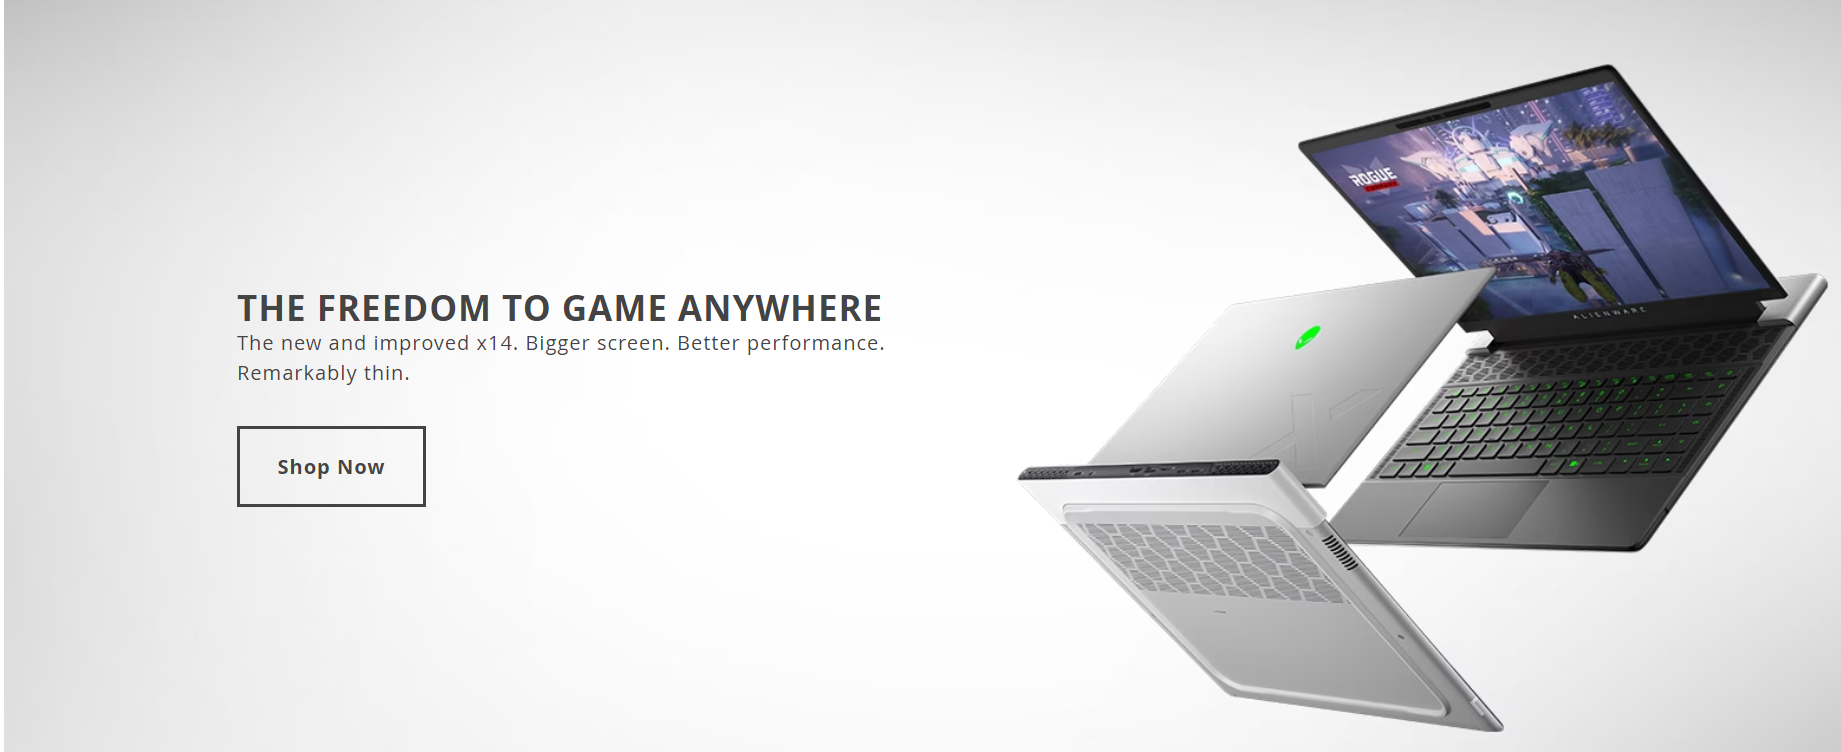 THE FREEDOM TO GAME ANYWHERE
The new and improved x14. Bigger screen. Better performance.
Remarkably thin.
Shop Now
ROGUE
COMPANY
ALIENWARE